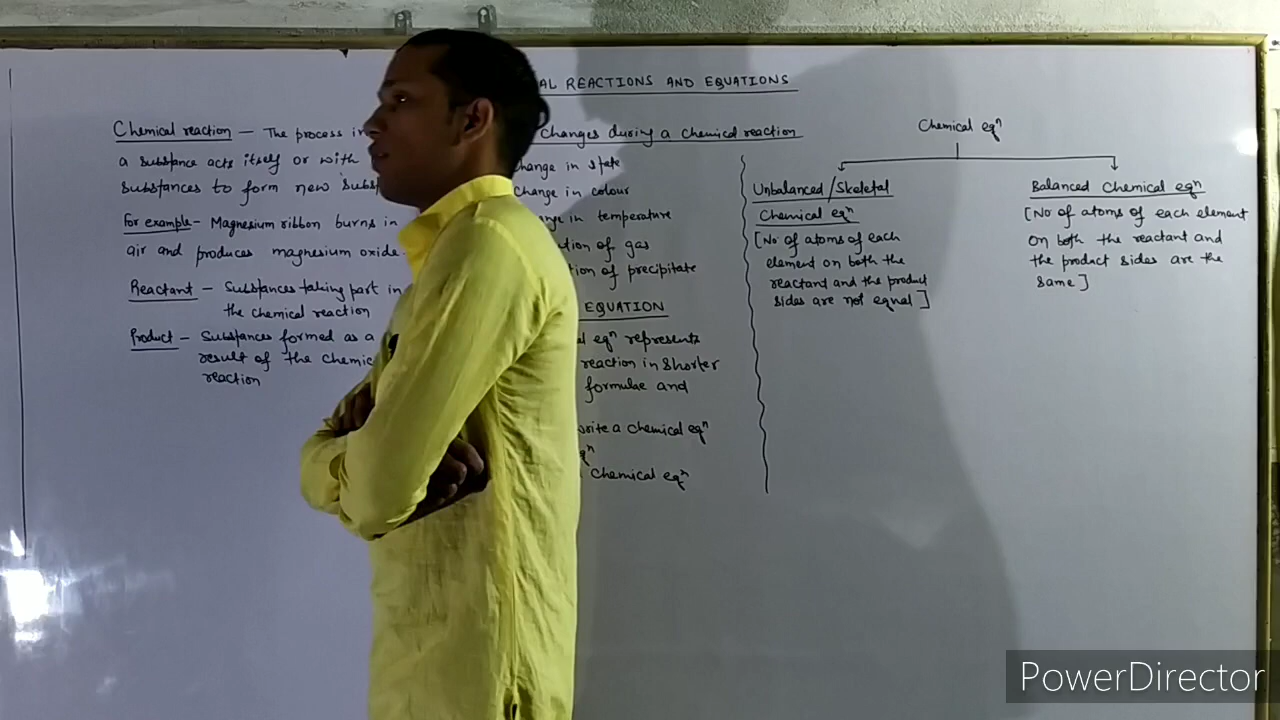 AL REACTIONS AND EQUATIONS
Chemical reaction – The process in
a substance acts itself or with
substances to form new subst
For example – Magnesium ribbon burns in
air and produces magnesium oxide.
Reactant – Substances taking part in
the chemical reaction
Product – Substances formed as a
result of the chemic
reaction
Changes during a chemical reaction
hange in state
Change in colour
nge in temperature
tion of gas
tion of precipitate
EQUATION
al eqⁿ represents
reaction in shorter
formulae and
write a chemical eqⁿ
qⁿ
Chemical eqⁿ
Chemical eqⁿ
Unbalanced/Skeletal
Chemical eqⁿ
[No of atoms of each
element on both the
reactant and the product
sides are not equal]
Balanced Chemical eqⁿ
[No of atoms of each element
on both the reactant and
the product sides are the
same]
PowerDirector